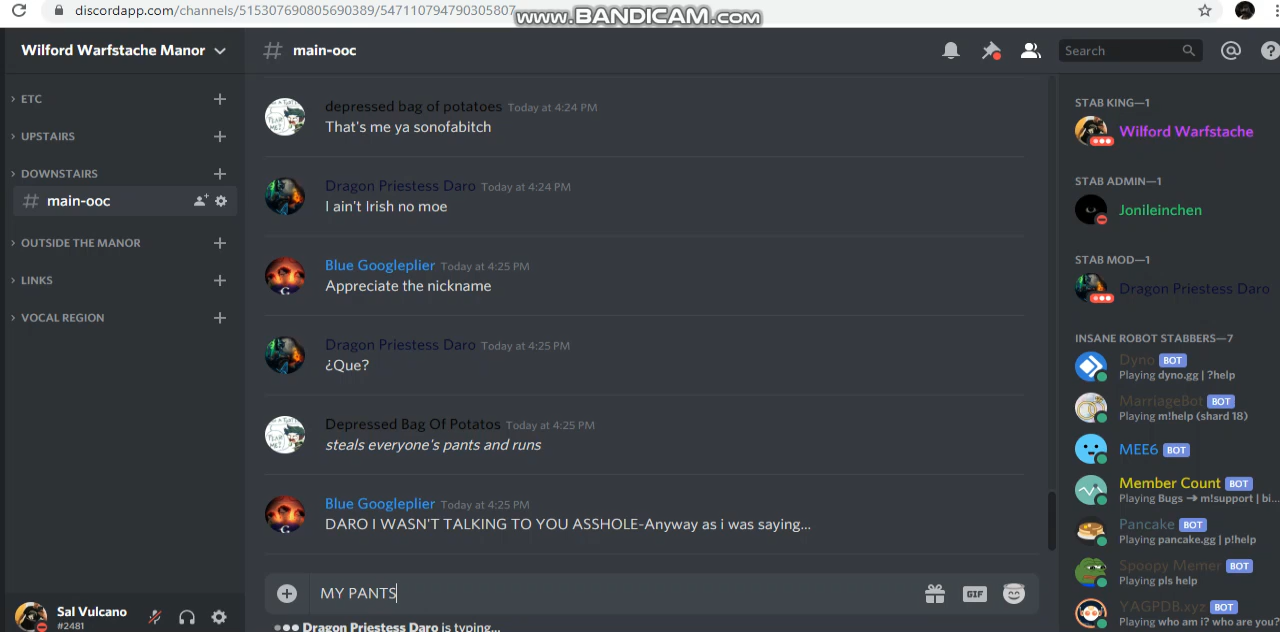 discordapp.com/channels/515307690805690389/547110794790305807
www.BANDICAM.com
Wilford Warfstache Manor
ETC
UPSTAIRS
DOWNSTAIRS
# main-ooc
OUTSIDE THE MANOR
LINKS
VOCAL REGION
Sal Vulcano
#2481
# main-ooc
Search
depressed bag of potatoes Today at 4:24 PM
That's me ya sonofabitch
Dragon Priestess Daro Today at 4:24 PM
I ain't Irish no moe
Blue Googleplier Today at 4:25 PM
Appreciate the nickname
Dragon Priestess Daro Today at 4:25 PM
¿Que?
Depressed Bag Of Potatos Today at 4:25 PM
steals everyone's pants and runs
Blue Googleplier Today at 4:25 PM
DARO I WASN'T TALKING TO YOU ASSHOLE-Anyway as i was saying...
MY PANTS
GIF
Dragon Priestess Daro is typing...
STAB KING—1
Wilford Warfstache
STAB ADMIN—1
Jonileinchen
STAB MOD—1
Dragon Priestess Daro
INSANE ROBOT STABBERS—7
Dyno BOT
Playing dyno.gg | ?help
MarriageBot BOT
Playing m!help (shard 18)
MEE6 BOT
Member Count BOT
Playing Bugs ➔ m!support | bi...
Pancake BOT
Playing pancake.gg | p!help
Spoopy Memer BOT
Playing pls help
YAGPDB.xyz BOT
Playing who am i? who are you?